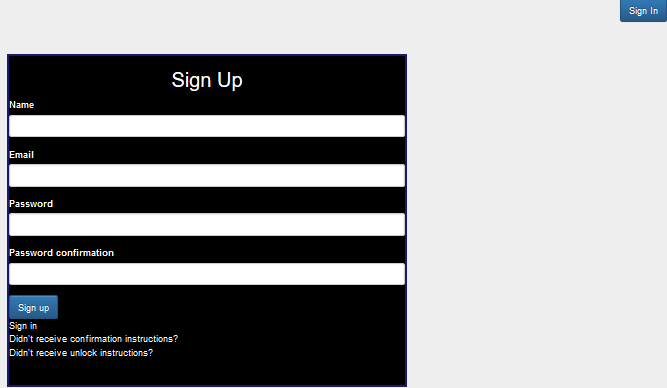 Sign In
Sign Up
Name
Email
Password
Password confirmation
Sign up
Sign in
Didn't receive confirmation instructions?
Didn't receive unlock instructions?